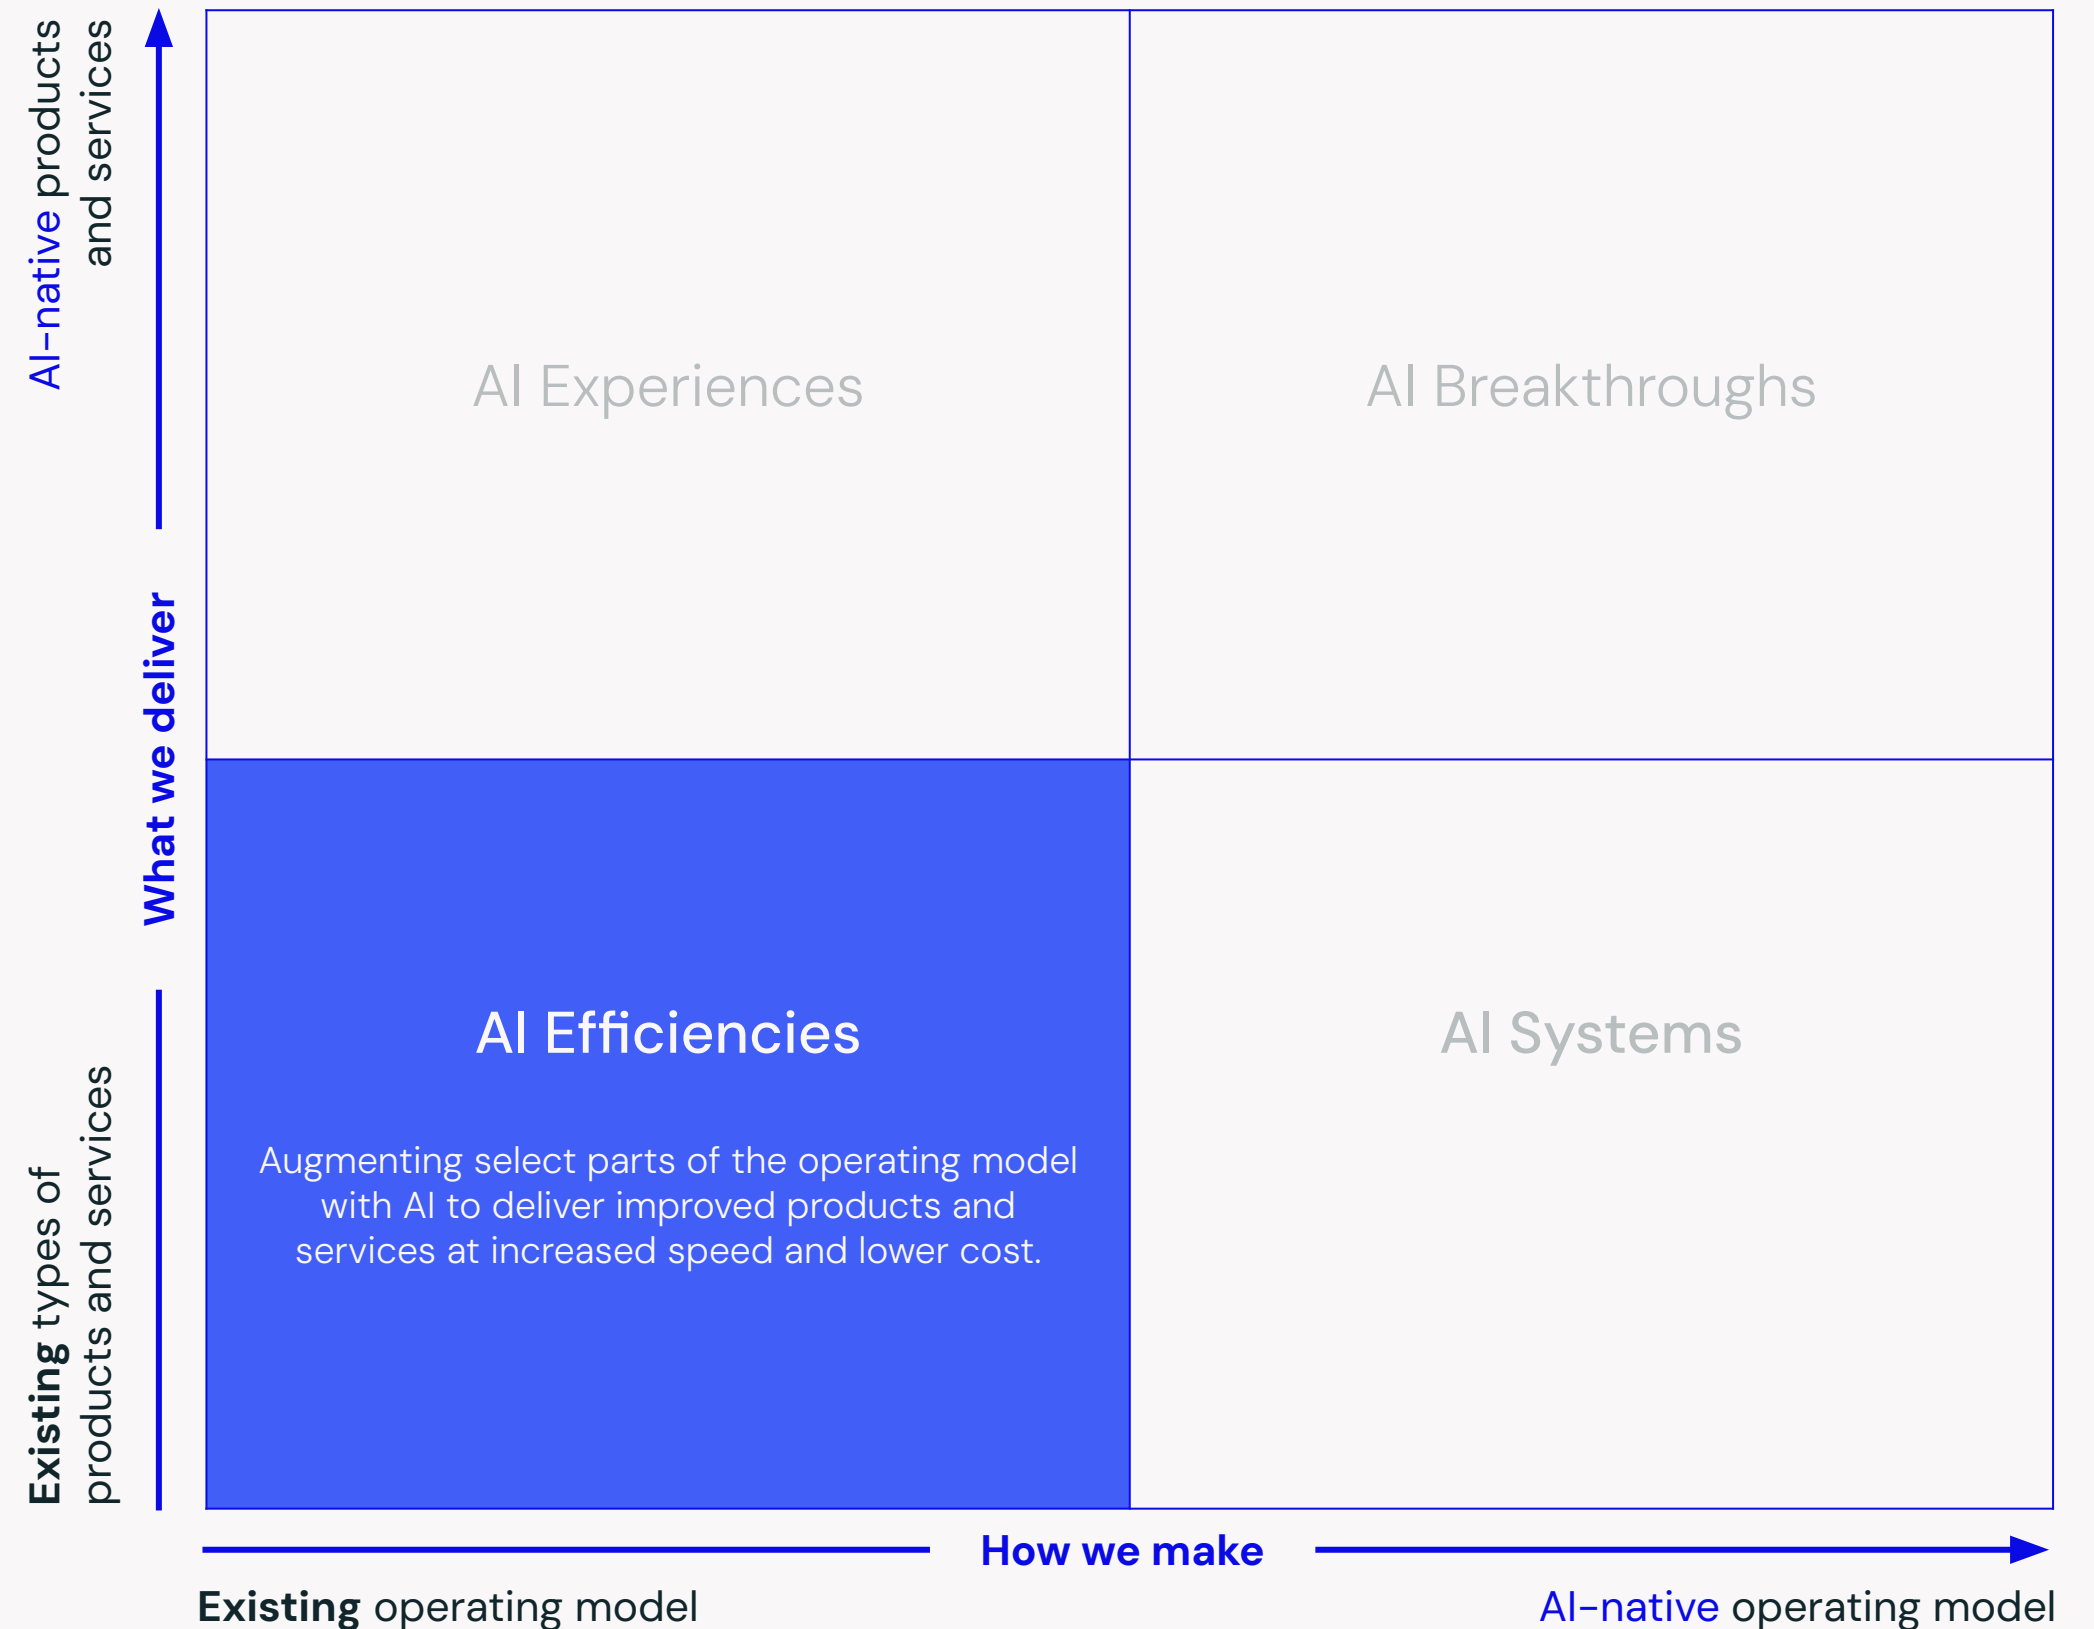 AI-native products
and services
What we deliver
Existing types of
products and services
AI Experiences
AI Breakthroughs
AI Efficiencies
Augmenting select parts of the operating model
with AI to deliver improved products and
services at increased speed and lower cost.
AI Systems
How we make
Existing operating model
AI-native operating model